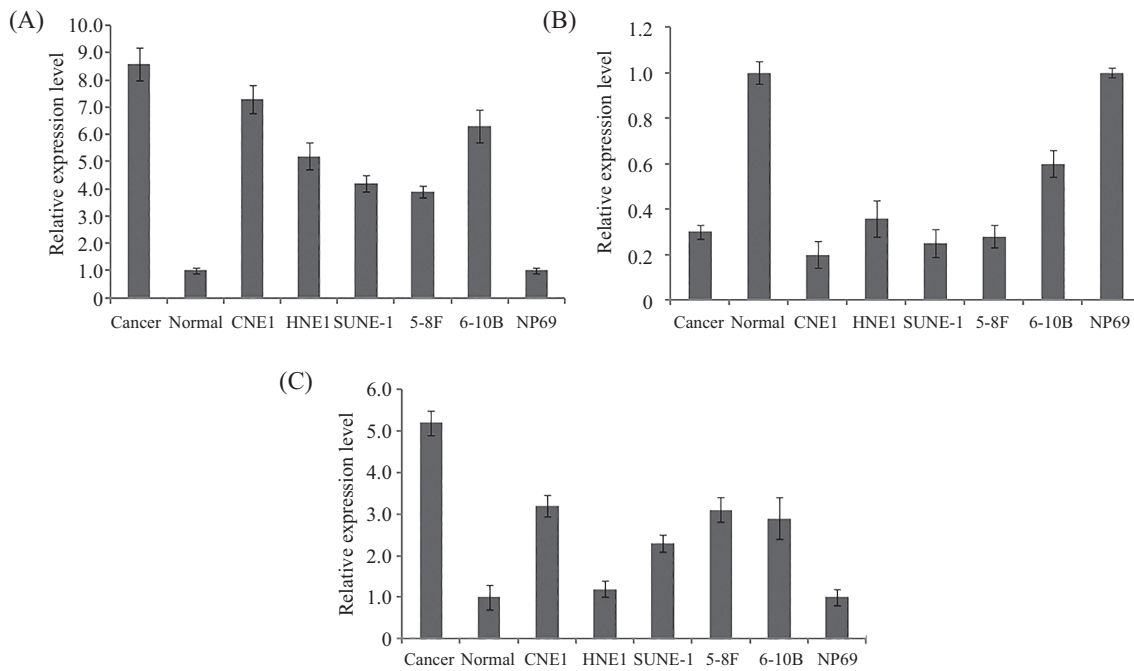 (A)
Relative expression level
10.0
9.0
8.0
7.0
6.0
5.0
4.0
3.0
2.0
1.0
0
Cancer Normal CNE1 HNE1 SUNE-1 5-8F 6-10B NP69
(B)
Relative expression level
1.2
1.0
0.8
0.6
0.4
0.2
0
Cancer Normal CNE1 HNE1 SUNE-1 5-8F 6-10B NP69
(C)
Relative expression level
6.0
5.0
4.0
3.0
2.0
1.0
0
Cancer Normal CNE1 HNE1 SUNE-1 5-8F 6-10B NP69